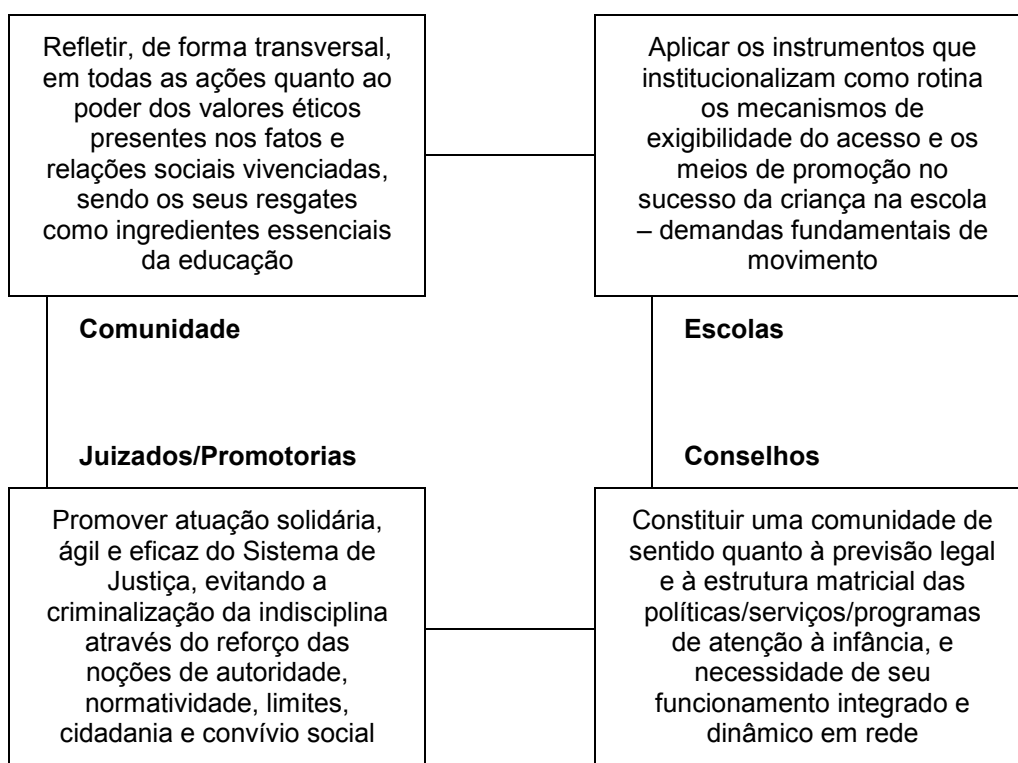 Refletir, de forma transversal,
em todas as ações quanto ao
poder dos valores éticos
presentes nos fatos e
relações sociais vivenciadas,
sendo os seus resgates
como ingredientes essenciais
da educação
Aplicar os instrumentos que
institucionalizam como rotina
os mecanismos de
exigibilidade do acesso e os
meios de promoção no
sucesso da criança na escola
– demandas fundamentais de
movimento
Comunidade
Escolas
Juizados/Promotorias
Conselhos
Promover atuação solidária,
ágil e eficaz do Sistema de
Justiça, evitando a
criminalização da indisciplina
através do reforço das
noções de autoridade,
normatividade, limites,
cidadania e convívio social
Constituir uma comunidade de
sentido quanto à previsão legal
e à estrutura matricial das
políticas/serviços/programas
de atenção à infância, e
necessidade de seu
funcionamento integrado e
dinâmico em rede